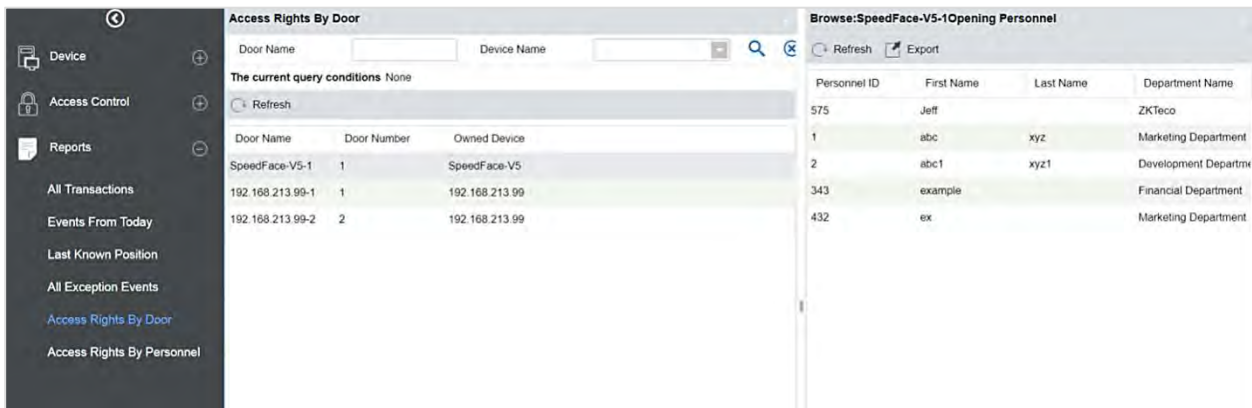 Device
Access Control
Reports
All Transactions
Events From Today
Last Known Position
All Exception Events
Access Rights By Door
Access Rights By Personnel
Access Rights By Door
Door Name Device Name
The current query conditions None
Refresh
Door Name Door Number Owned Device
SpeedFace-V5-1 1 SpeedFace-V5
192.168.213.99-1 1 192.168.213.99
192.168.213.99-2 2 192.168.213.99
Browse:SpeedFace-V5-1Opening Personnel
Refresh Export
Personnel ID First Name Last Name Department Name
575 Jeff ZKTeco
1 abc xyz Marketing Department
2 abc1 xyz1 Development Departme
343 example Financial Department
432 ex Marketing Department